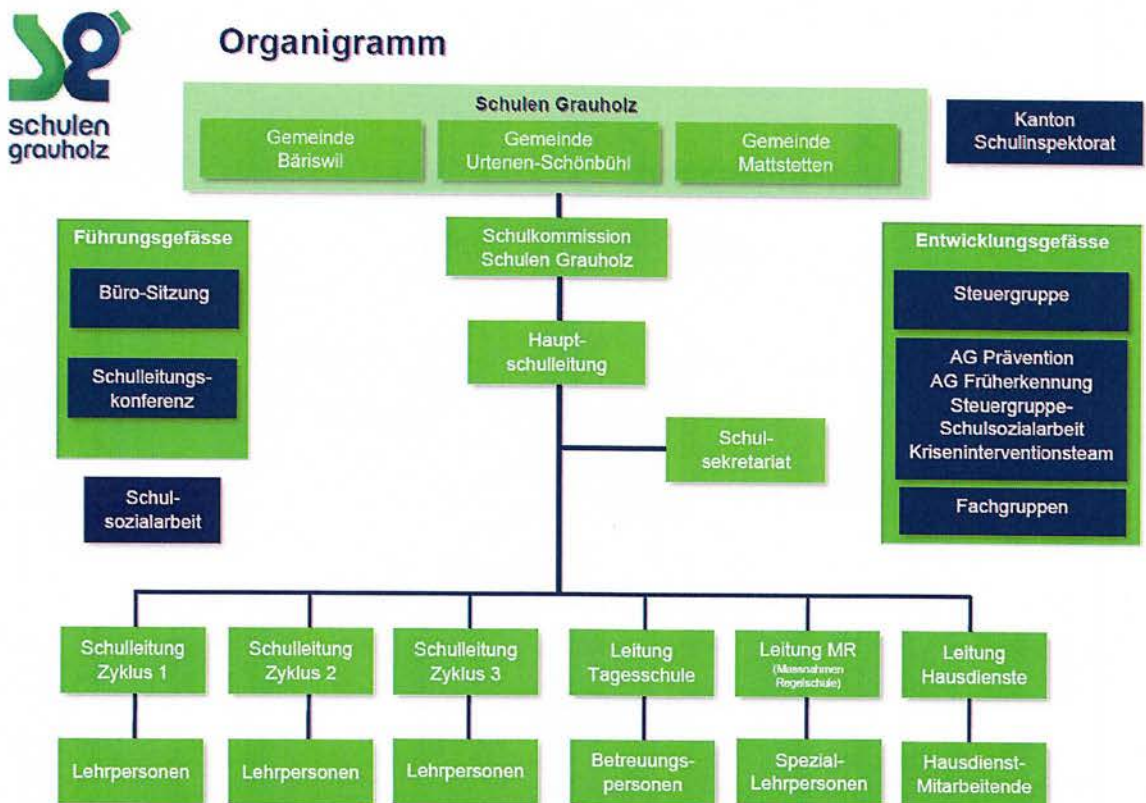 schulen
grauholz
Organigramm
Schulen Grauholz
Gemeinde
Bäriswil
Gemeinde
Urtenen-Schönbühl
Gemeinde
Mattstetten
Kanton
Schulinspektorat
Führungsgefässe
Büro-Sitzung
Schulleitungs-
konferenz
Schul-
sozialarbeit
Schulkommission
Schulen Grauholz
Haupt-
schulleitung
Schul-
sekretariat
Entwicklungsgefässe
Steuergruppe
AG Prävention
AG Früherkennung
Steuergruppe-
Schulsozialarbeit
Kriseninterventionsteam
Fachgruppen
Schulleitung
Zyklus 1
Schulleitung
Zyklus 2
Schulleitung
Zyklus 3
Leitung
Tagesschule
Leitung MR
(Massnahmen
Regelschule)
Leitung
Hausdienste
Lehrpersonen
Lehrpersonen
Lehrpersonen
Betreuungs-
personen
Spezial-
Lehrpersonen
Hausdienst-
Mitarbeitende